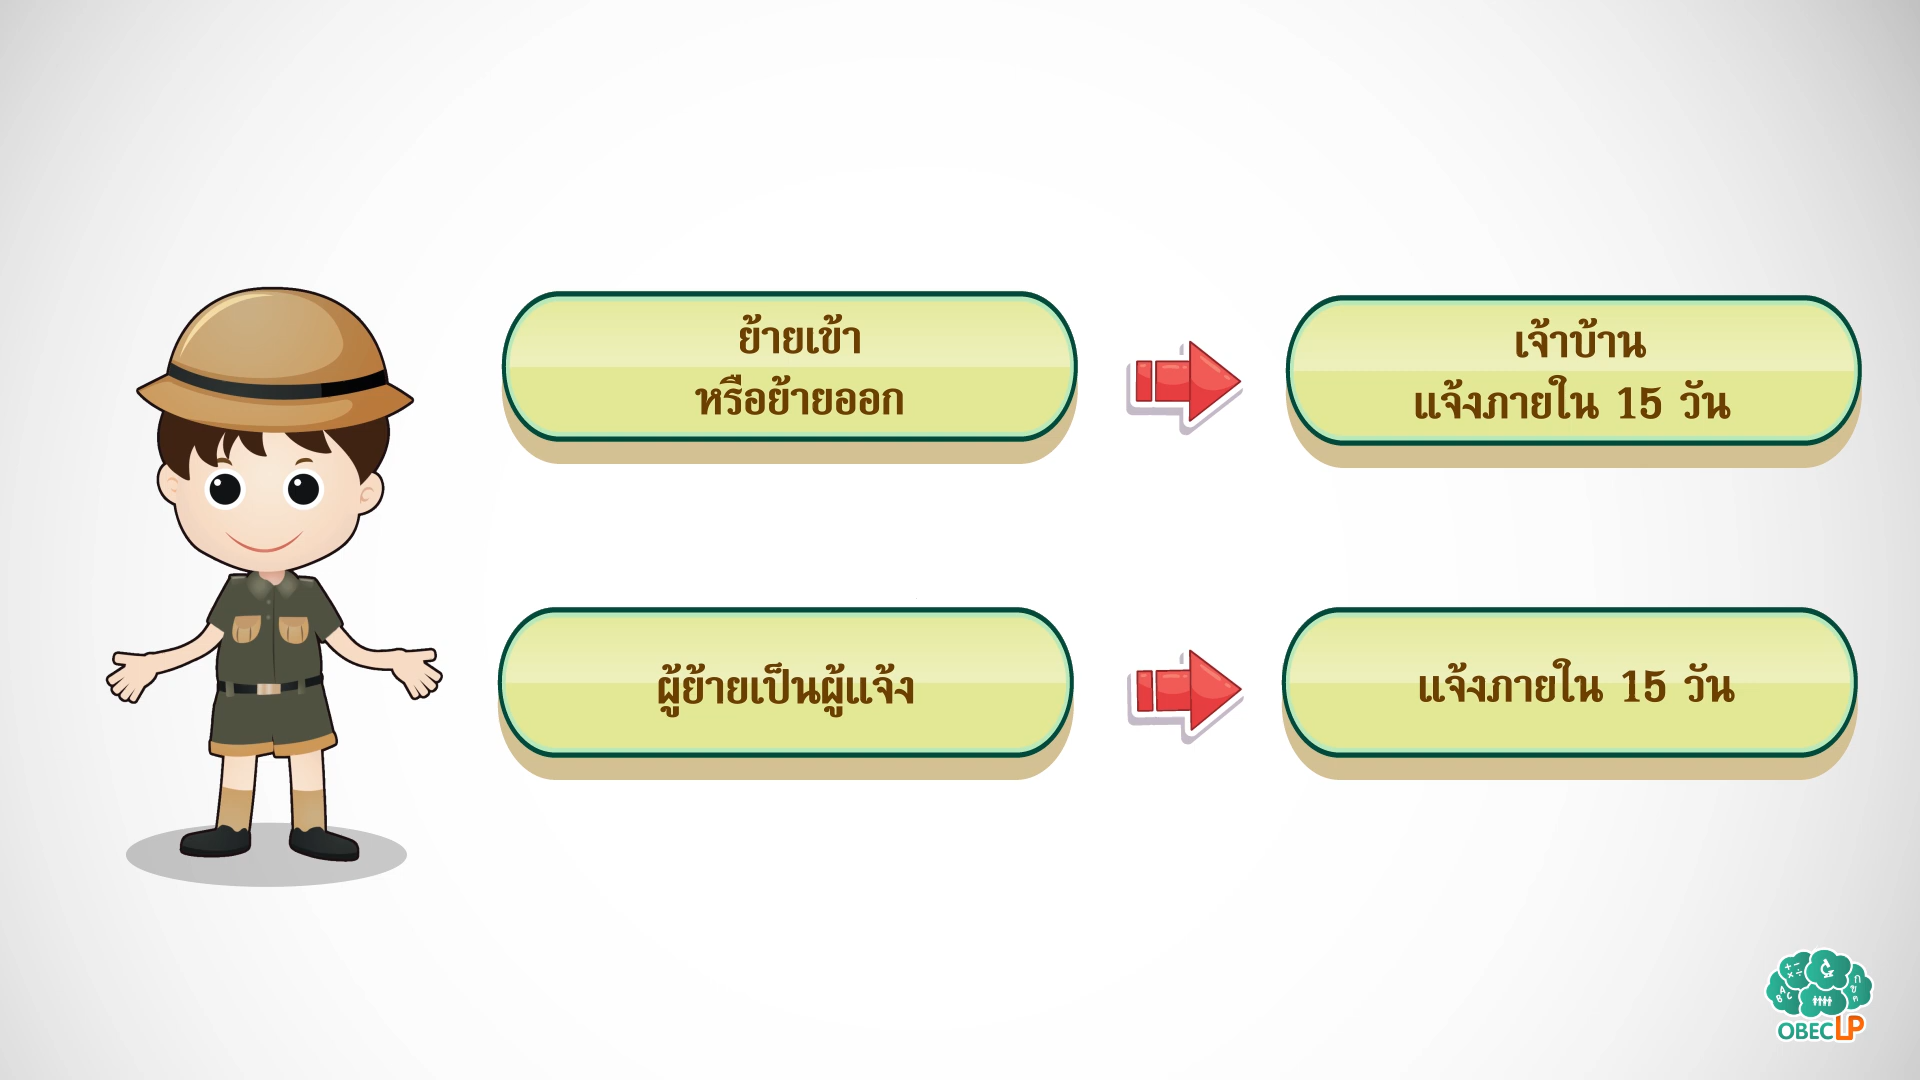 ย้ายเข้า
หรือย้ายออก
เจ้าบ้าน
แจ้งภายใน 15 วัน
ผู้ย้ายเป็นผู้แจ้ง
แจ้งภายใน 15 วัน
OBECLP